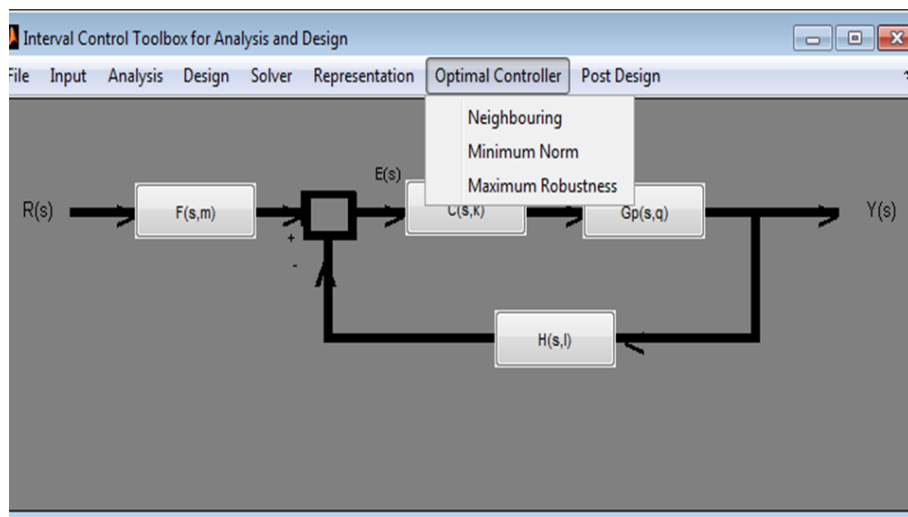 Interval Control Toolbox for Analysis and Design
File Input Analysis Design Solver Representation Optimal Controller Post Design
Neighbouring
Minimum Norm
Maximum Robustness
E(s)
R(s)
F(s,m)
C(s,k)
Gp(s,q)
Y(s)
+
-
H(s,l)